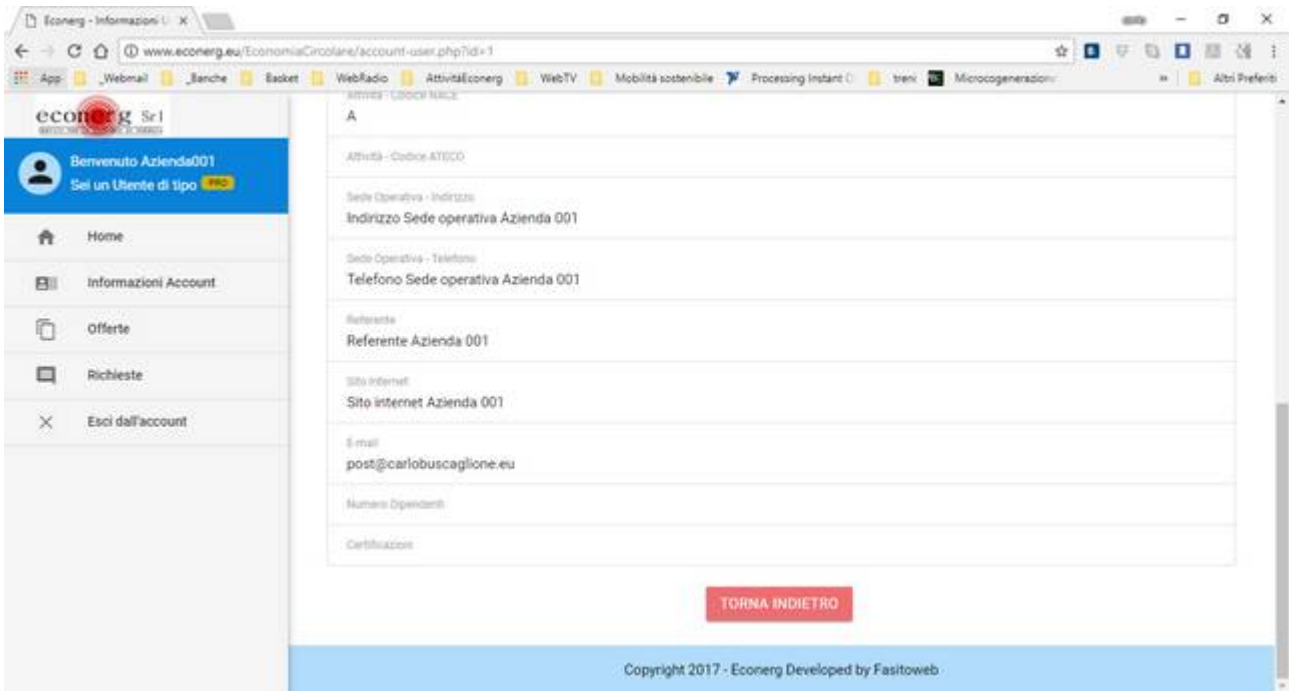 Econerg - Informazioni U
www.econerg.eu/EconomiaCircolare/account-user.php?id=1
App _Webmail _Banche Basket WebRadio AttivitàEconerg WebTV Mobilità sostenibile Processing Instant treni Microcogenerazion Altri Preferiti
econerg Srl
Benvenuto Azienda001
Sei un Utente di tipo PRO
Home
Informazioni Account
Offerte
Richieste
Esci dall'account
Attività - Codice NACE
A
Attività - Codice ATECO
Sede Operativa - Indirizzo
Indirizzo Sede operativa Azienda 001
Sede Operativa - Telefono
Telefono Sede operativa Azienda 001
Referente
Referente Azienda 001
Sito Internet
Sito internet Azienda 001
E-mail
post@carlobuscaglione.eu
Numero Dipendenti
Certificazioni
TORNA INDIETRO
Copyright 2017 - Econerg Developed by Fasitoweb